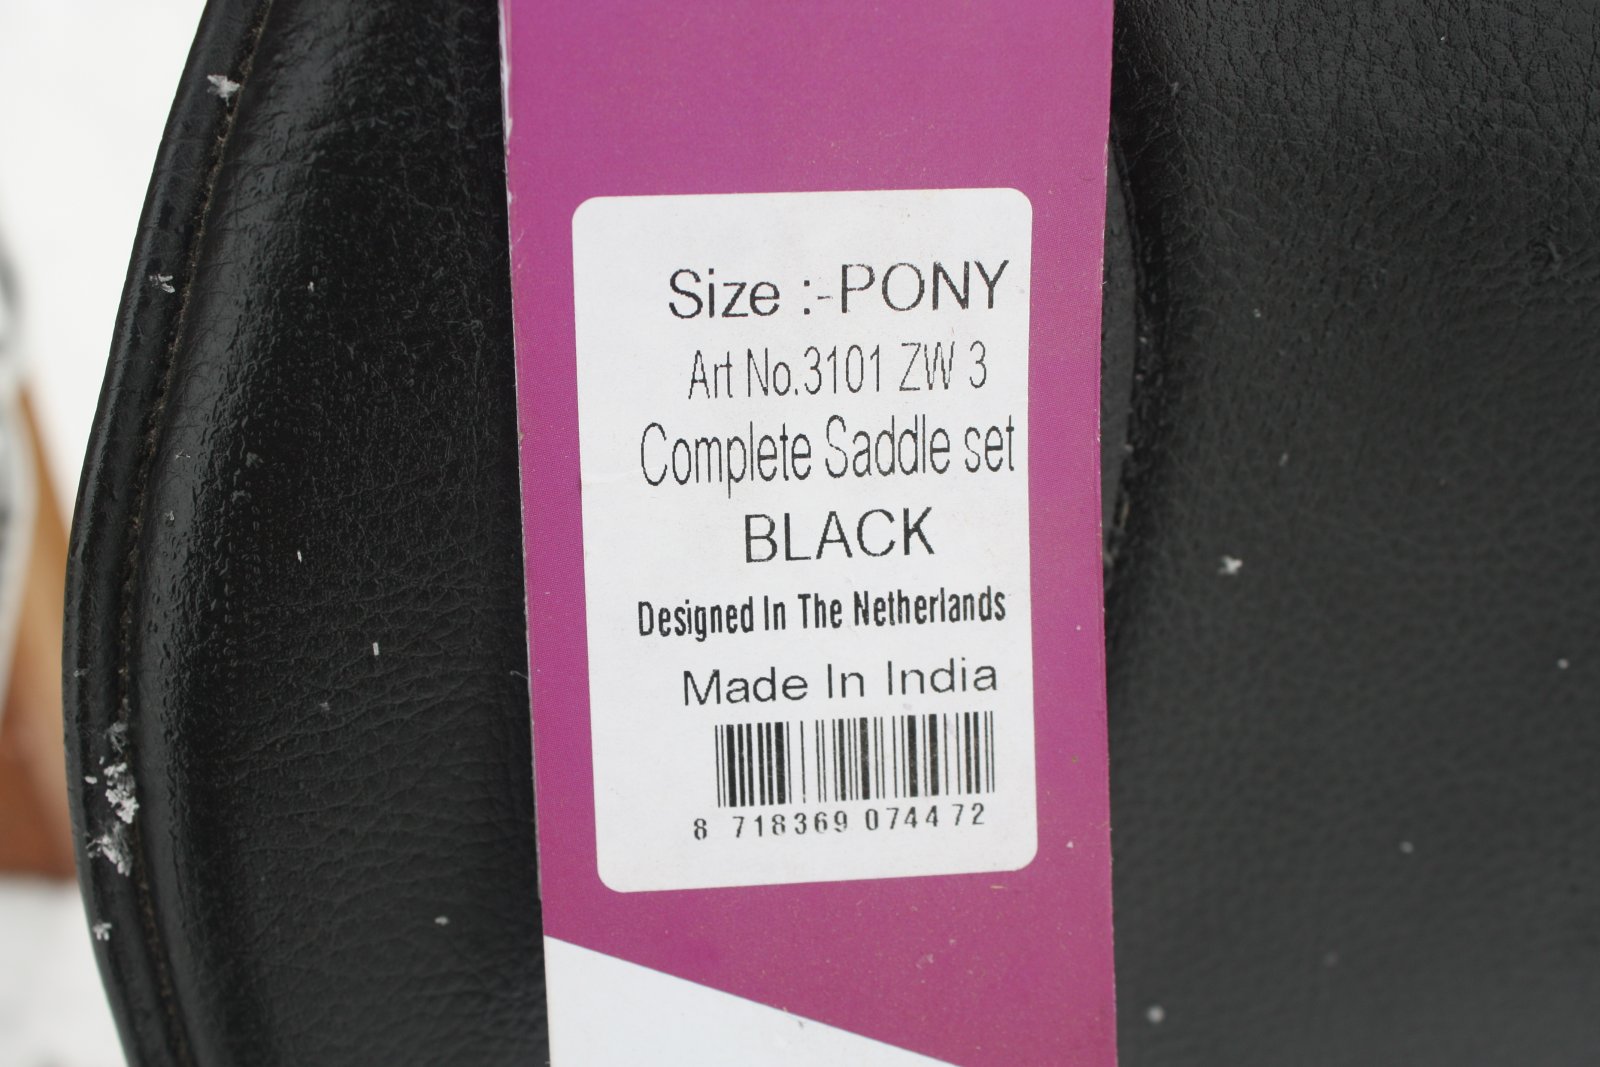 Size :-PONY
Art No.3101 ZW 3
Complete Saddle set
BLACK
Designed In The Netherlands
Made In India
8 718369 074472